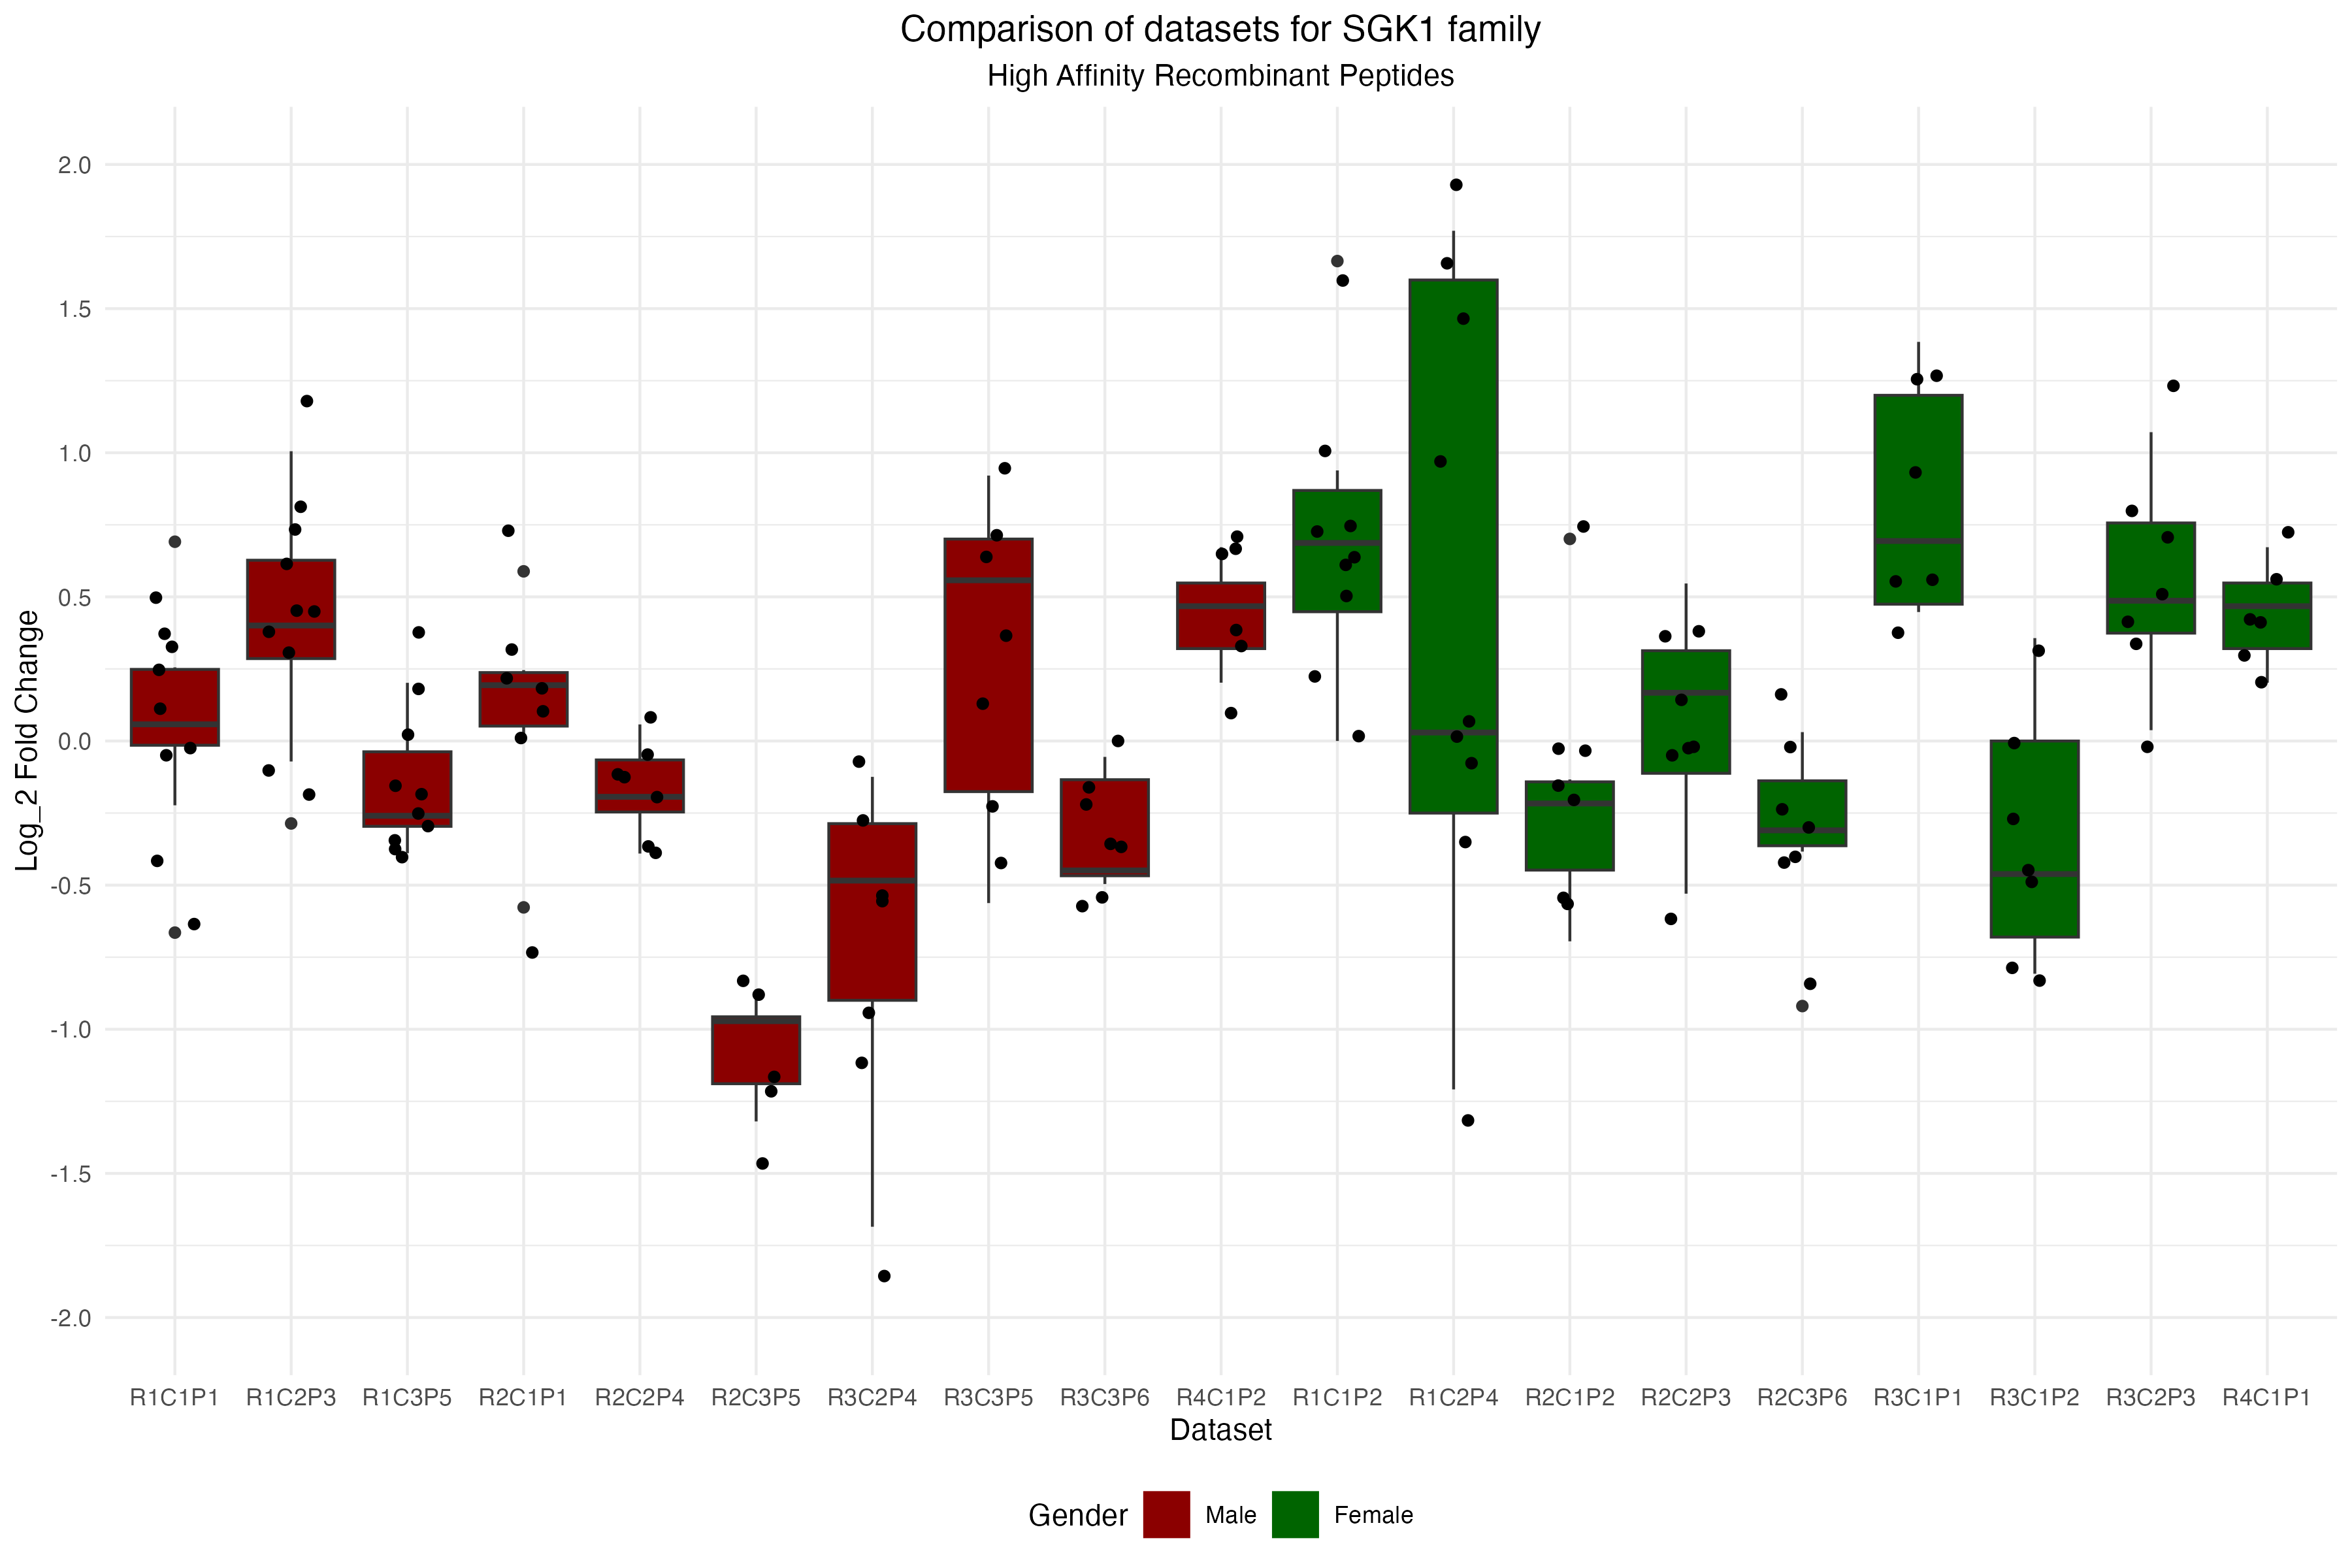 Comparison of datasets for SGK1 family
High Affinity Recombinant Peptides
Log_2 Fold Change
2.0
1.5
1.0
0.5
0.0
-0.5
-1.0
-1.5
-2.0
R1C1P1 R1C2P3 R1C3P5 R2C1P1 R2C2P4 R2C3P5 R3C2P4 R3C3P5 R3C3P6 R4C1P2 R1C1P2 R1C2P4 R2C1P2 R2C2P3 R2C3P6 R3C1P1 R3C1P2 R3C2P3 R4C1P1
Dataset
Gender Male Female